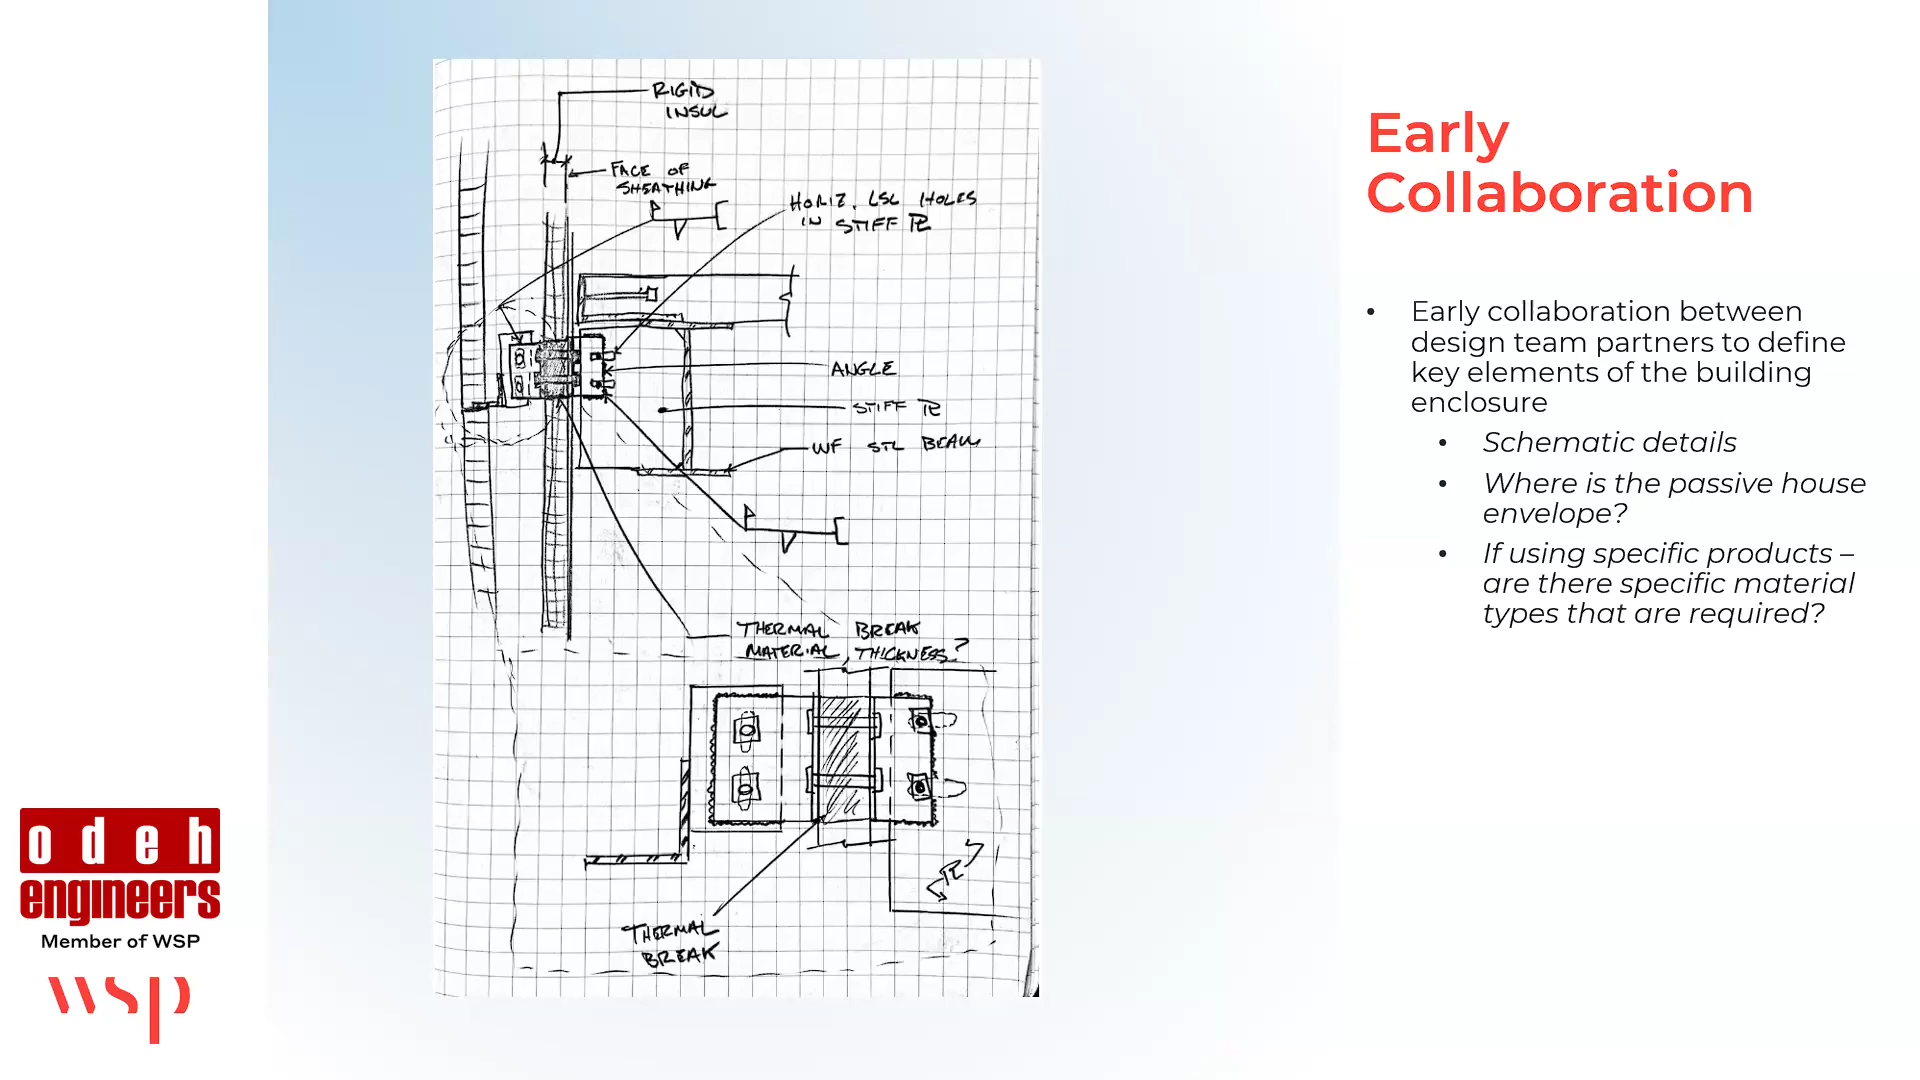 RIGID
INSUL
FACE OF
SHEATHING
HORIZ. LSL HOLES
IN STIFF PL
ANGLE
STIFF PL
WF STL BEAM
THERMAL BREAK
MATERIAL, THICKNESS?
PL
THERMAL
BREAK
Early
Collaboration
• Early collaboration between
design team partners to define
key elements of the building
enclosure
• Schematic details
• Where is the passive house
envelope?
• If using specific products –
are there specific material
types that are required?
odeh
engineers
Member of WSP
wsp